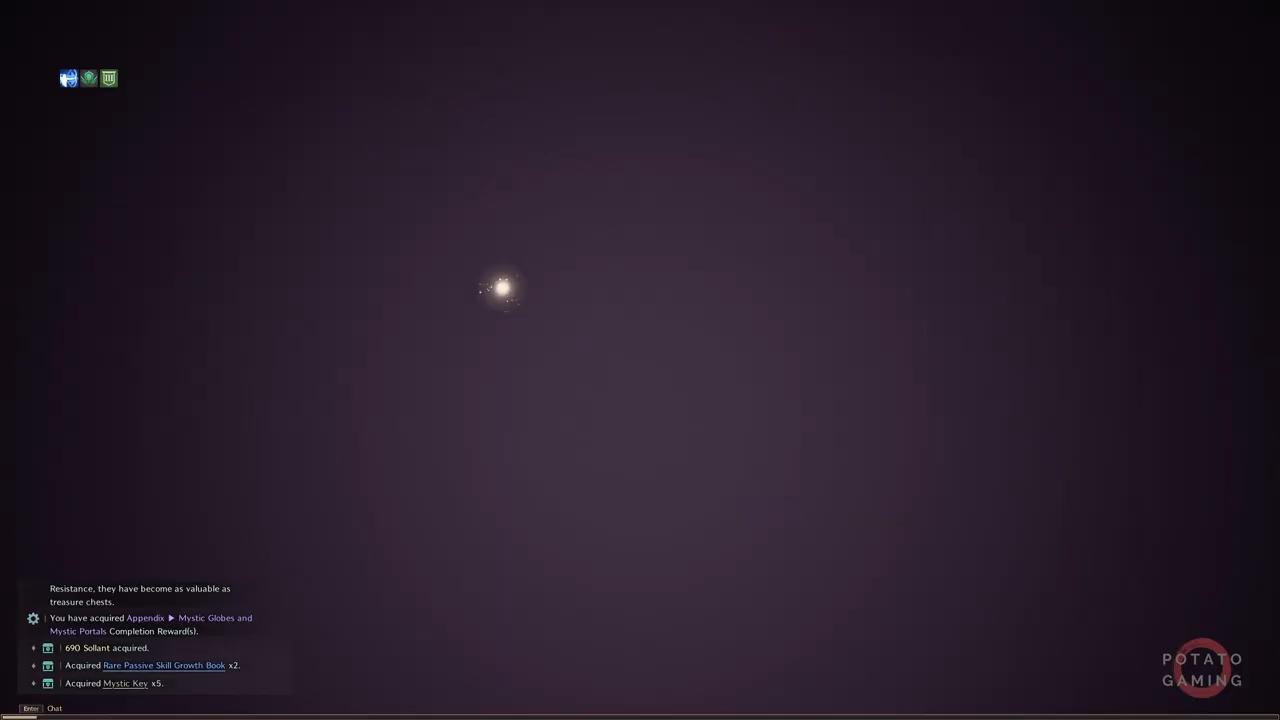 Resistance, they have become as valuable as
treasure chests.
You have acquired Appendix ▶ Mystic Globes and
Mystic Portals Completion Reward(s).
690 Sollant acquired.
Acquired Rare Passive Skill Growth Book x2.
Acquired Mystic Key x5.
Enter Chat
POTATO
GAMING